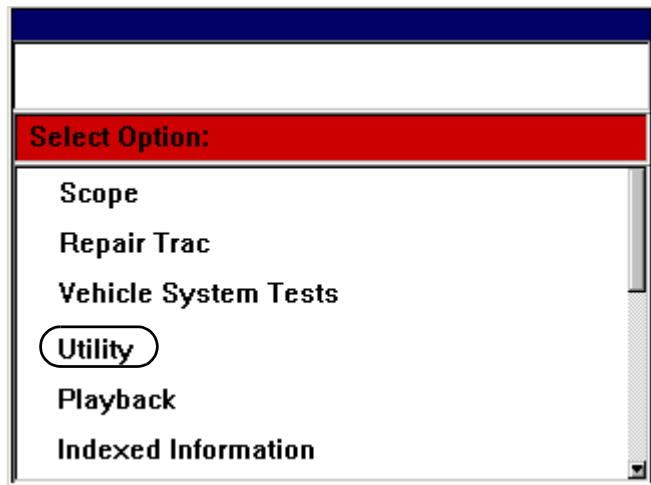 Select Option:
Scope
Repair Trac
Vehicle System Tests
Utility
Playback
Indexed Information